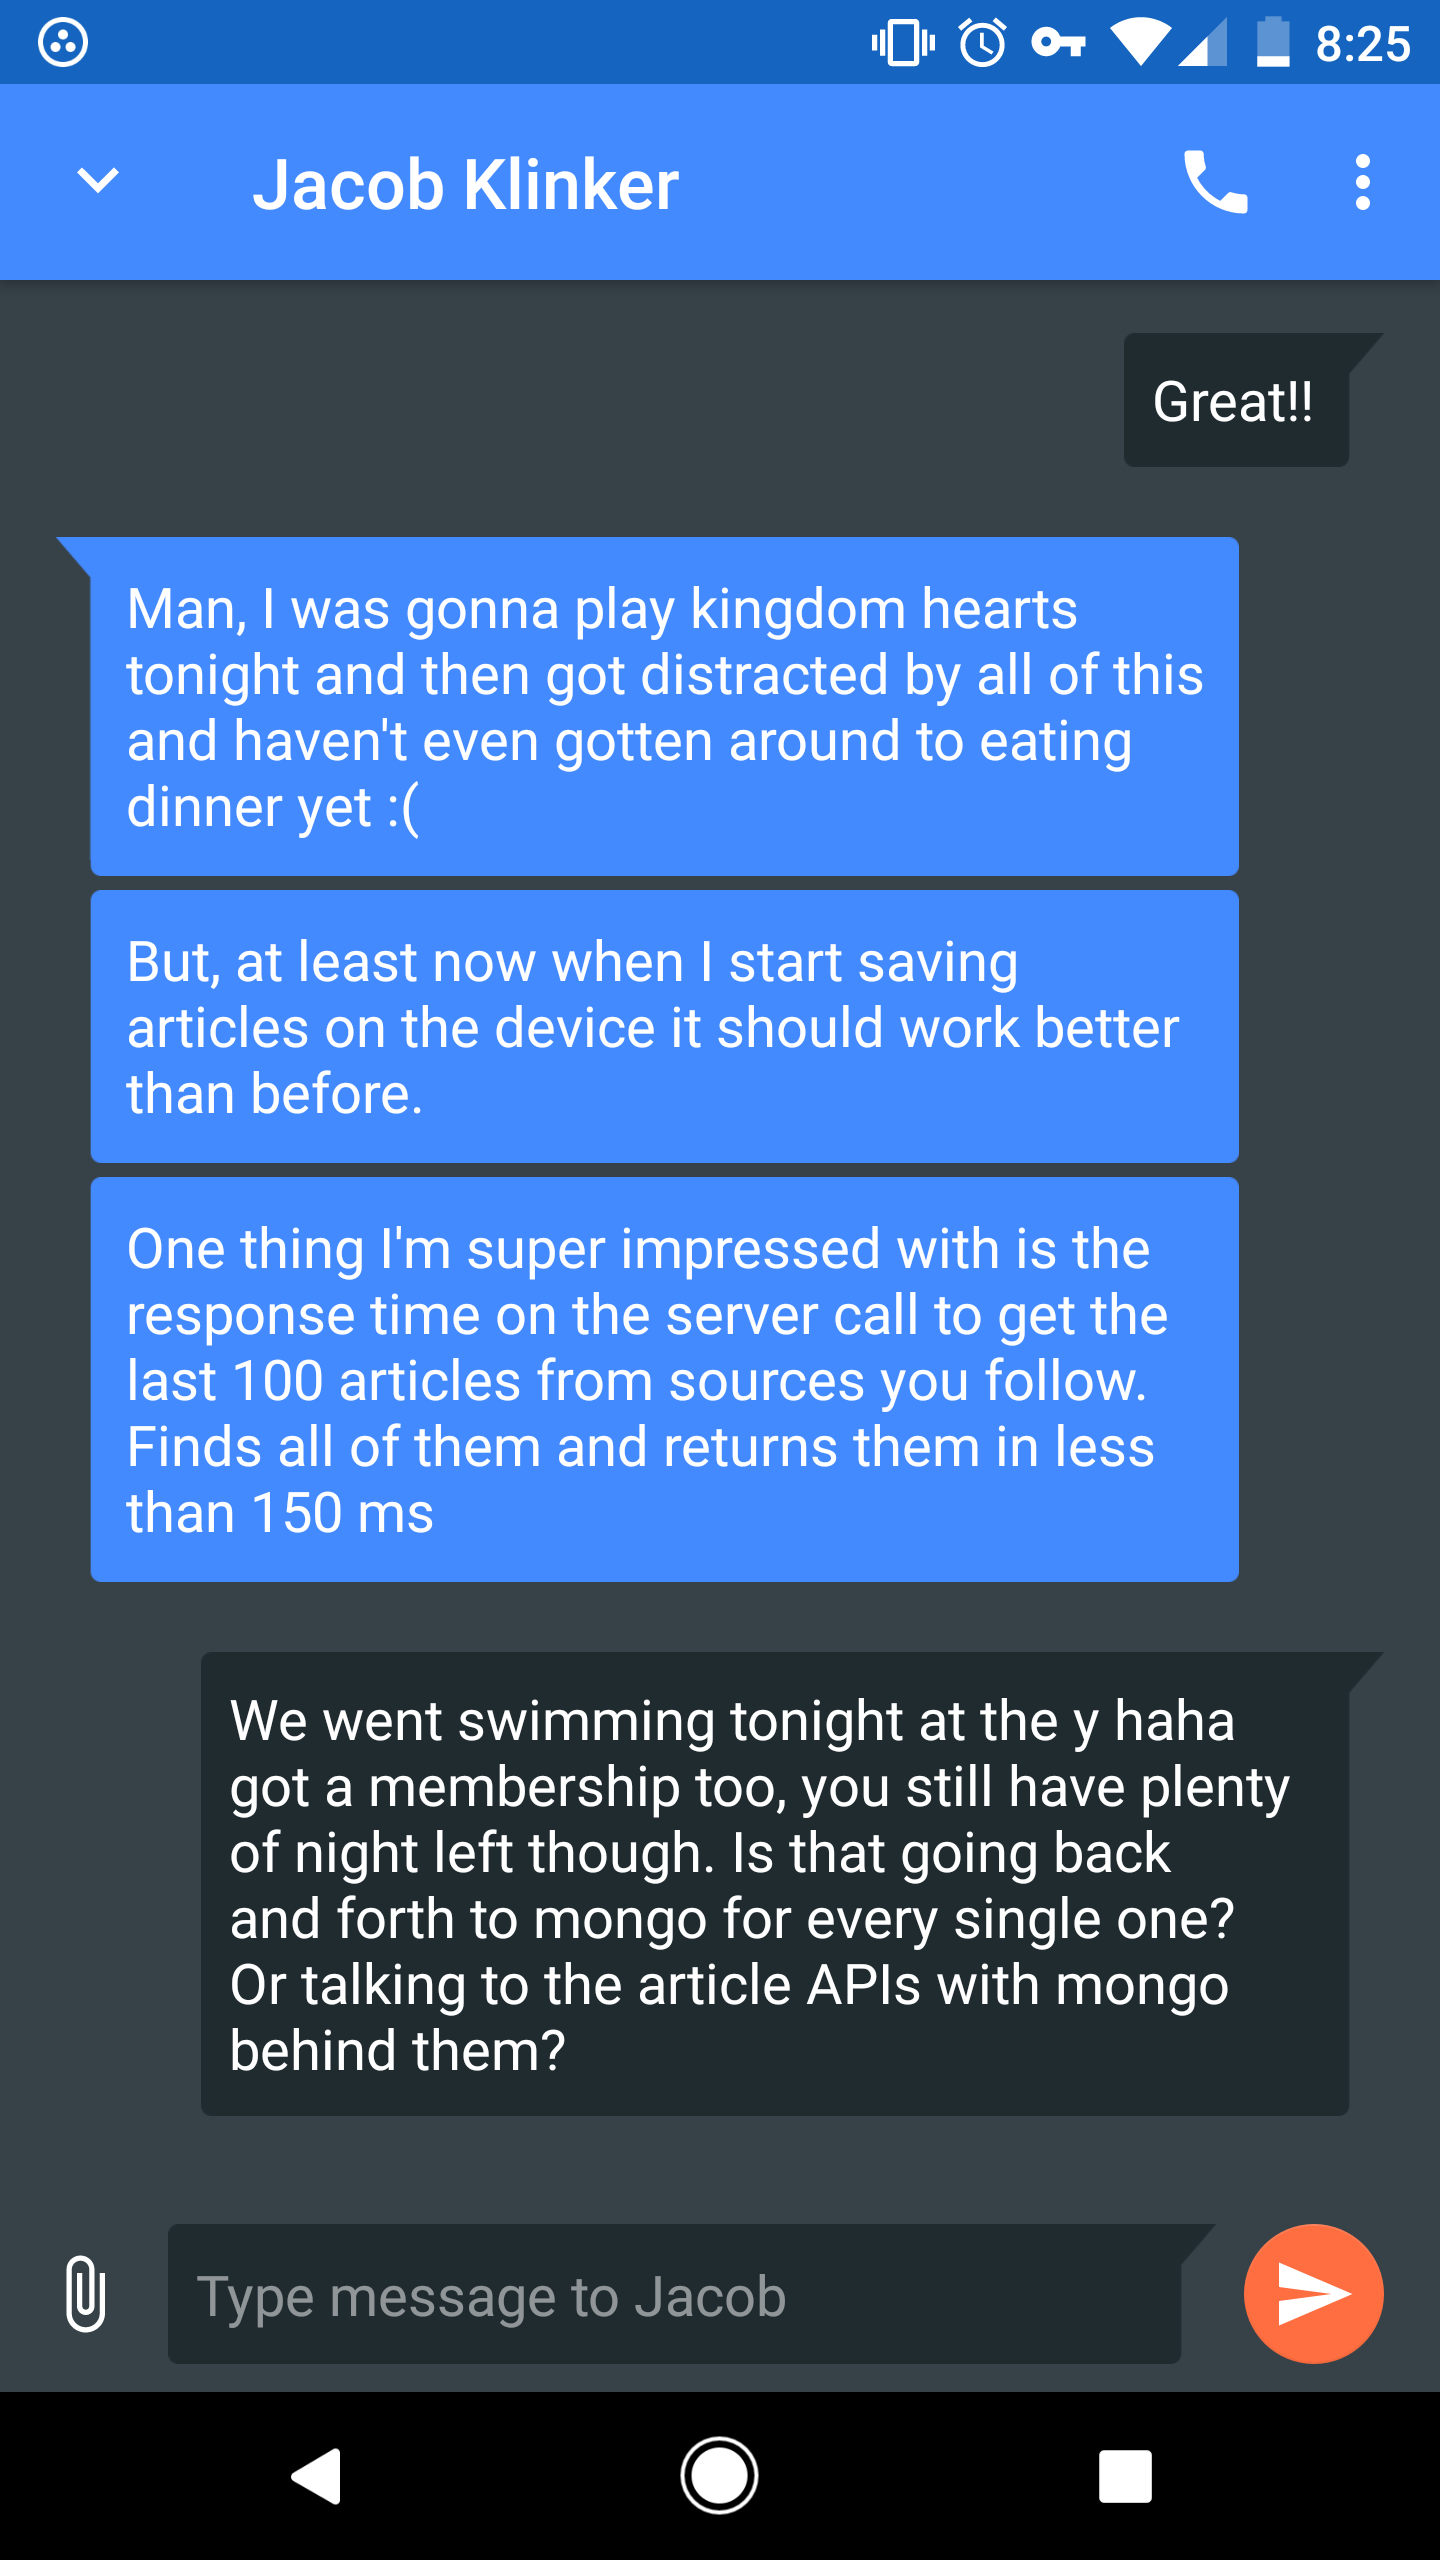 8:25
Jacob Klinker
Great!!
Man, I was gonna play kingdom hearts
tonight and then got distracted by all of this
and haven't even gotten around to eating
dinner yet :(
But, at least now when I start saving
articles on the device it should work better
than before.
One thing I'm super impressed with is the
response time on the server call to get the
last 100 articles from sources you follow.
Finds all of them and returns them in less
than 150 ms
We went swimming tonight at the y haha
got a membership too, you still have plenty
of night left though. Is that going back
and forth to mongo for every single one?
Or talking to the article APIs with mongo
behind them?
Type message to Jacob